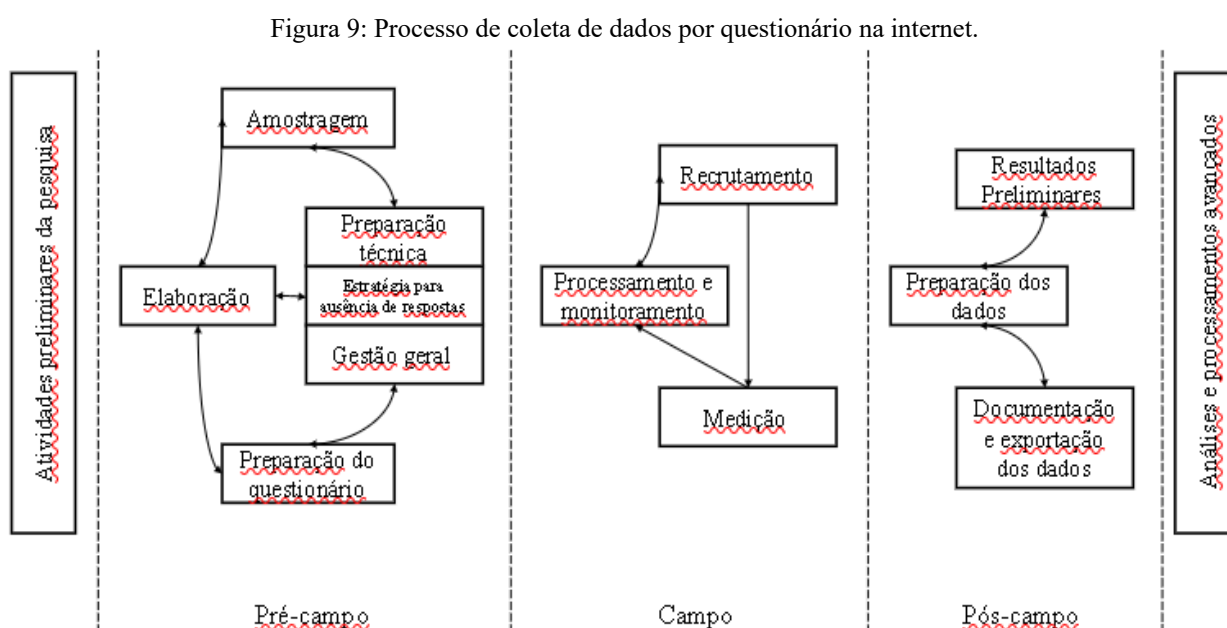 Figura 9: Processo de coleta de dados por questionário na internet.
Atividades preliminares da pesquisa
Amostragem
Preparação
técnica
Elaboração
Estratégia para
ausência de respostas
Gestão geral
Preparação do
questionário
Pré-campo
Recrutamento
Processamento e
monitoramento
Medição
Campo
Resultados
Preliminares
Preparação dos
dados
Documentação
e exportação
dos dados
Pós-campo
Análises e processamentos avançados